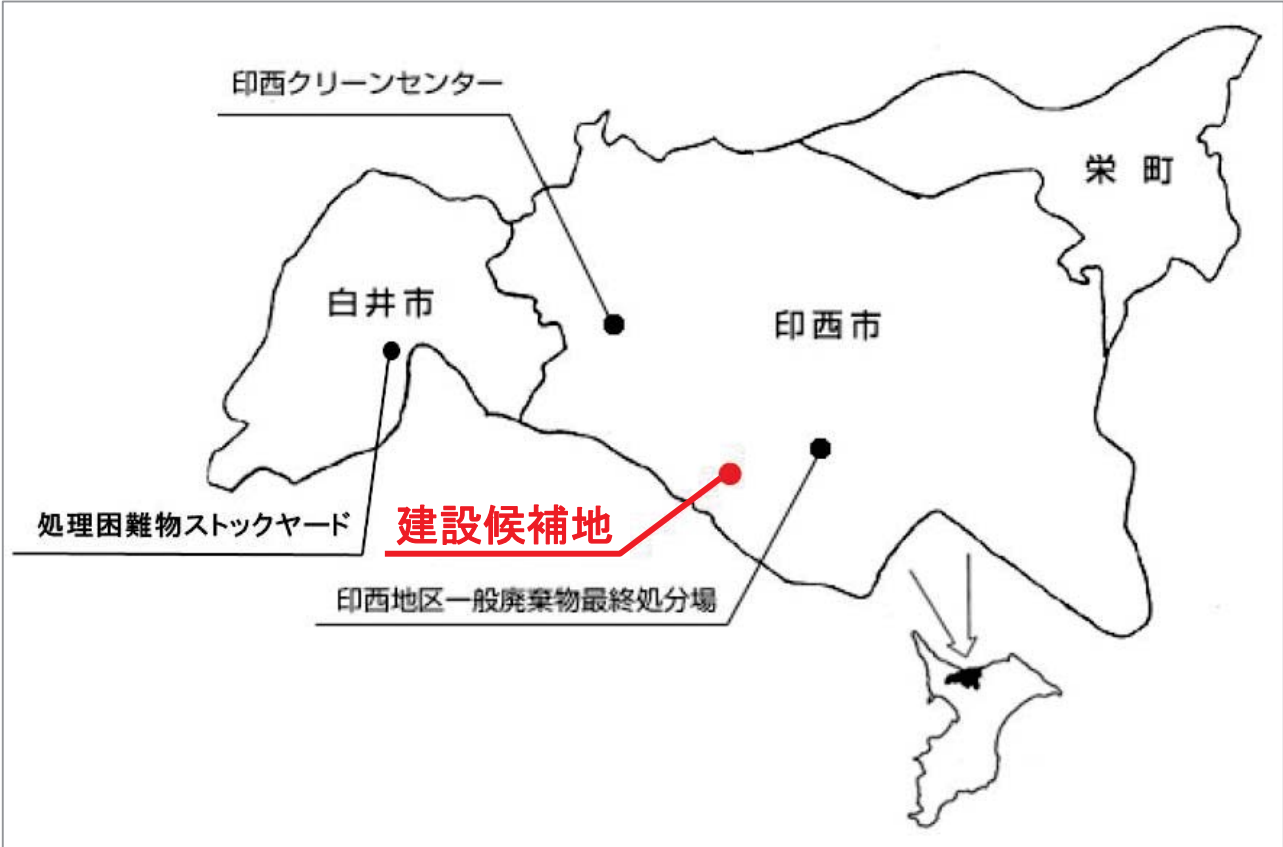 印西クリーンセンター
栄町
白井市
印西市
処理困難物ストックヤード
建設候補地
印西地区一般廃棄物最終処分場